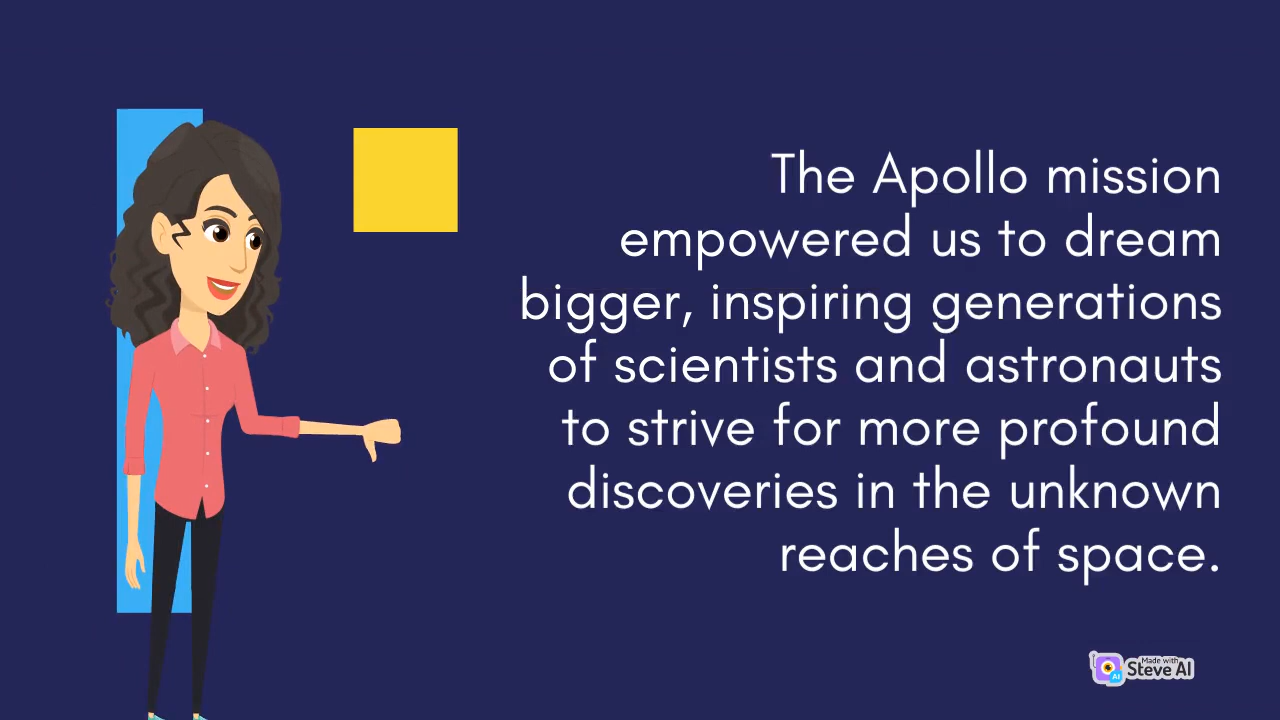 The Apollo mission
empowered us to dream
bigger, inspiring generations
of scientists and astronauts
to strive for more profound
discoveries in the unknown
reaches of space.
Made with
Steve AI
AI